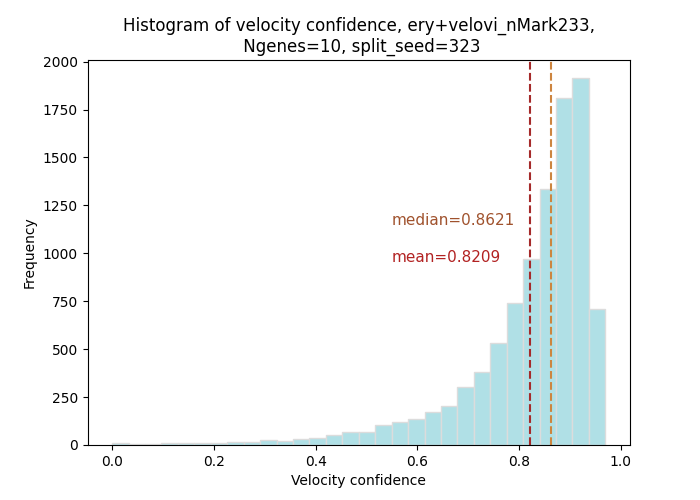 Histogram of velocity confidence, ery+velovi_nMark233,
Ngenes=10, split_seed=323
2000
1750
1500
1250
1000
750
500
250
0
Frequency
median=0.8621
mean=0.8209
0.0 0.2 0.4 0.6 0.8 1.0
Velocity confidence